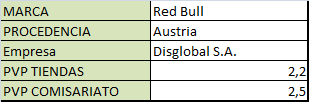 MARCA Red Bull
PROCEDENCIA Austria
Empresa Disglobal S.A.
PVP TIENDAS 2,2
PVP COMISARIATO 2,5